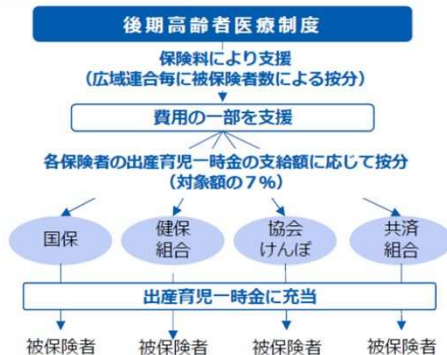 後期高齢者医療制度
保険料により支援
（広域連合毎に被保険者数による按分）
費用の一部を支援
各保険者の出産育児一時金の支給額に応じて按分
（対象額の７％）
国保
健保
組合
協会
けんぽ
共済
組合
出産育児一時金に充当
被保険者 被保険者 被保険者 被保険者